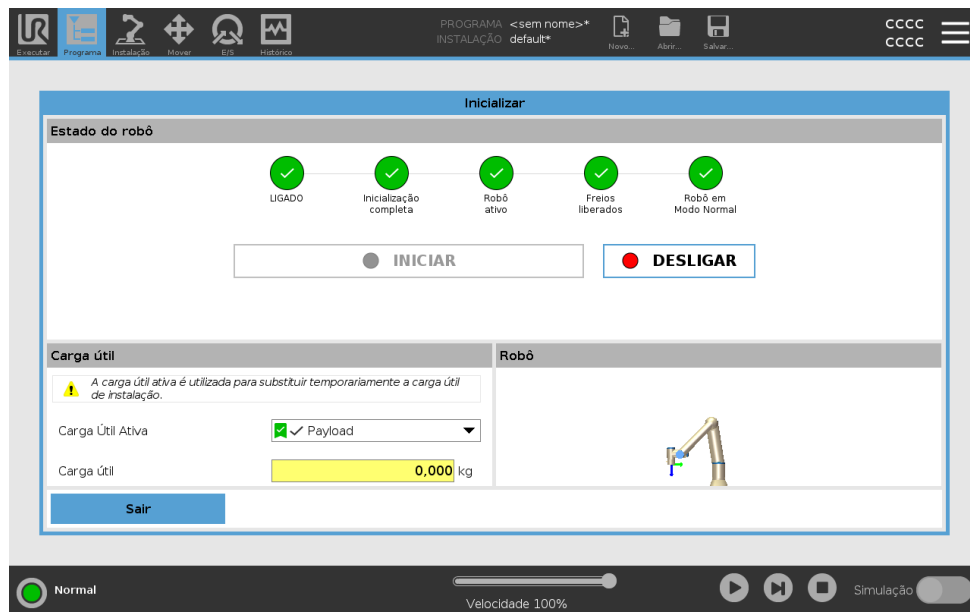 UR
PROGRAMA <sem nome>*
INSTALAÇÃO default*
CCCC
CCCC
Executar Programa Instalação Mover E/S Histórico Novo... Abrir... Salvar...
Inicializar
Estado do robô
LIGADO
Inicialização
completa
Robô
ativo
Freios
liberados
Robô em
Modo Normal
INICIAR
DESLIGAR
Carga útil
A carga útil ativa é utilizada para substituir temporariamente a carga útil
de instalação.
Carga Útil Ativa Payload
Carga útil 0,000 kg
Robô
Sair
Normal
Velocidade 100%
Simulação